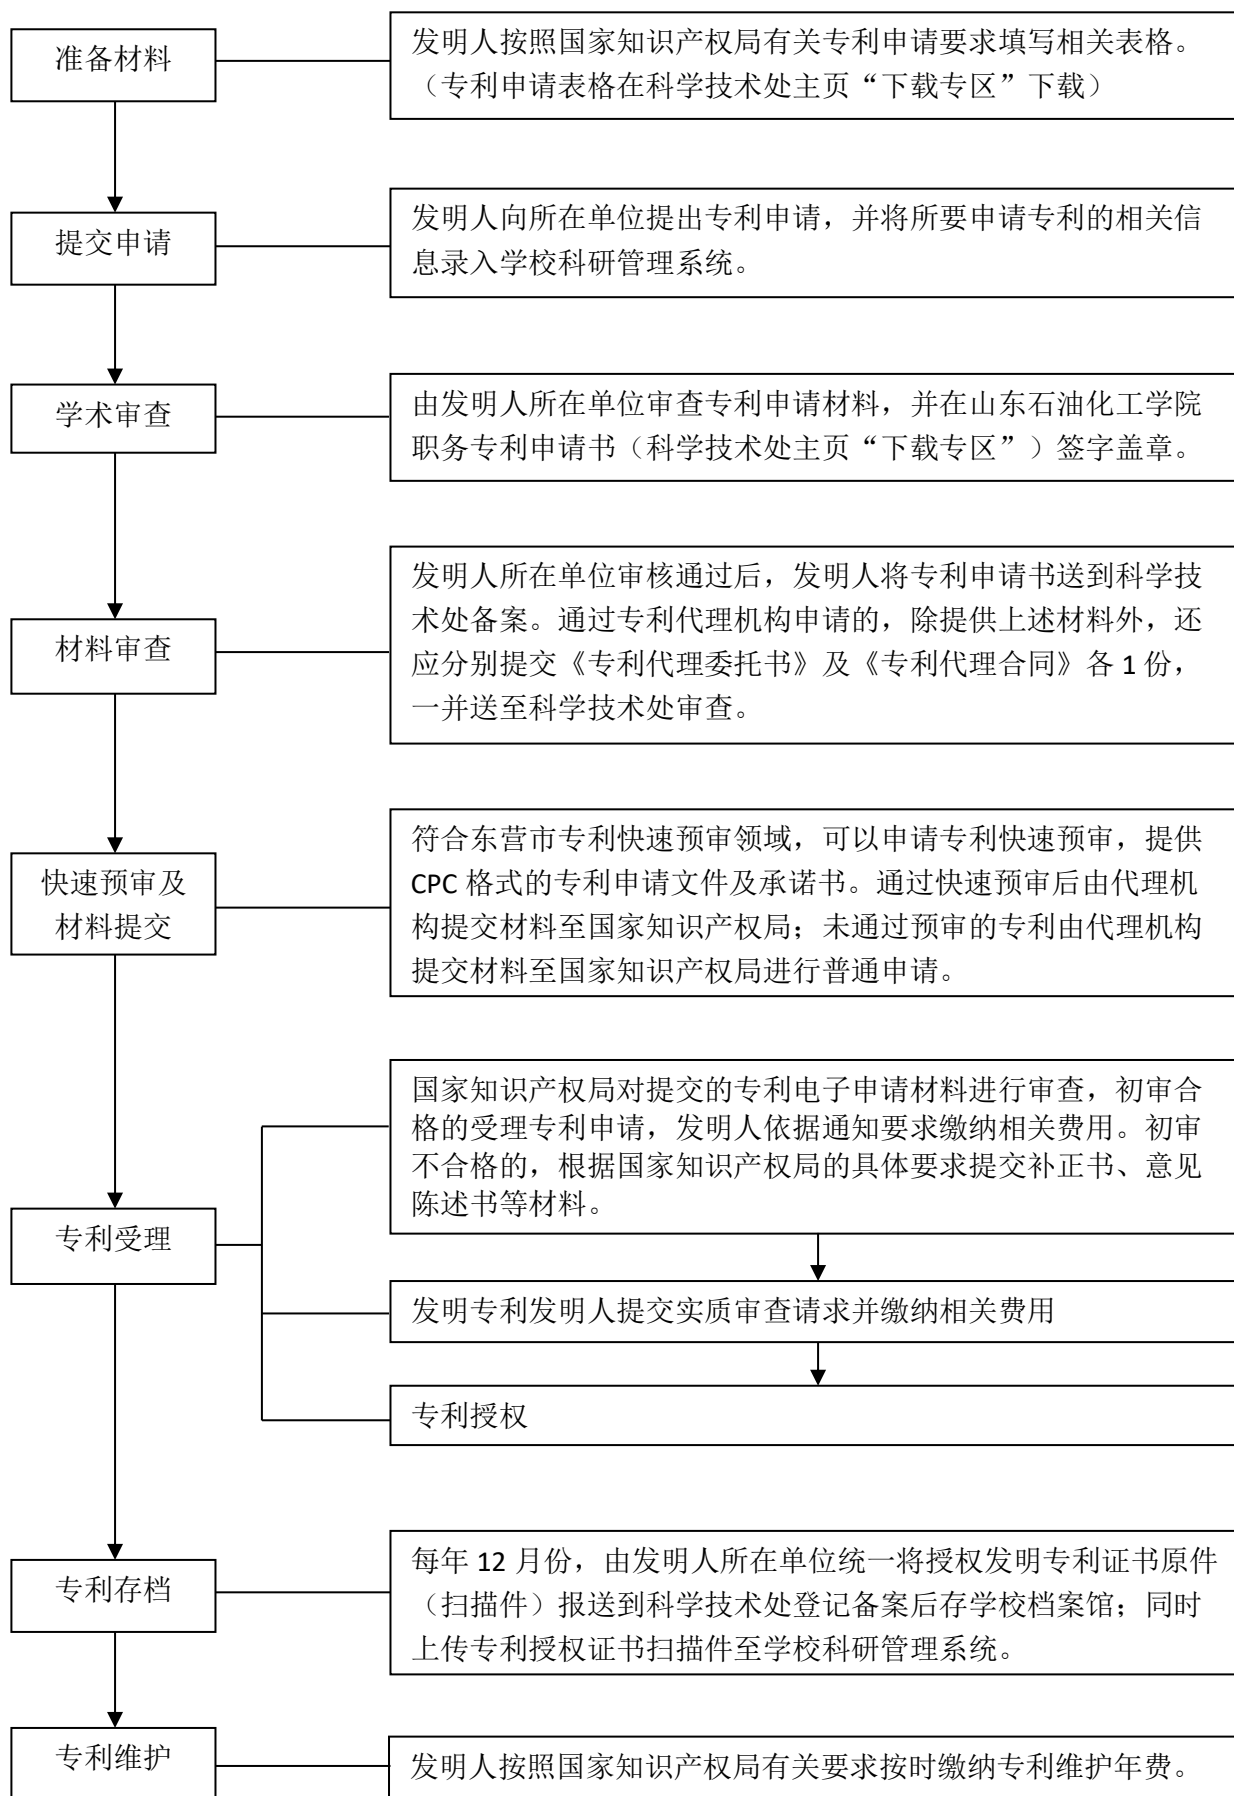 准备材料
发明人按照国家知识产权局有关专利申请要求填写相关表格。
（专利申请表格在科学技术处主页“下载专区”下载）
提交申请
发明人向所在单位提出专利申请，并将所要申请专利的相关信
息录入学校科研管理系统。
学术审查
由发明人所在单位审查专利申请材料，并在山东石油化工学院
职务专利申请书（科学技术处主页“下载专区”）签字盖章。
材料审查
发明人所在单位审核通过后，发明人将专利申请书送到科学技
术处备案。通过专利代理机构申请的，除提供上述材料外，还
应分别提交《专利代理委托书》及《专利代理合同》各 1 份，
一并送至科学技术处审查。
快速预审及
材料提交
符合东营市专利快速预审领域，可以申请专利快速预审，提供
CPC 格式的专利申请文件及承诺书。通过快速预审后由代理机
构提交材料至国家知识产权局；未通过预审的专利由代理机构
提交材料至国家知识产权局进行普通申请。
专利受理
国家知识产权局对提交的专利电子申请材料进行审查，初审合
格的受理专利申请，发明人依据通知要求缴纳相关费用。初审
不合格的，根据国家知识产权局的具体要求提交补正书、意见
陈述书等材料。
发明专利发明人提交实质审查请求并缴纳相关费用
专利授权
专利存档
每年 12 月份，由发明人所在单位统一将授权发明专利证书原件
（扫描件）报送到科学技术处登记备案后存学校档案馆；同时
上传专利授权证书扫描件至学校科研管理系统。
专利维护
发明人按照国家知识产权局有关要求按时缴纳专利维护年费。